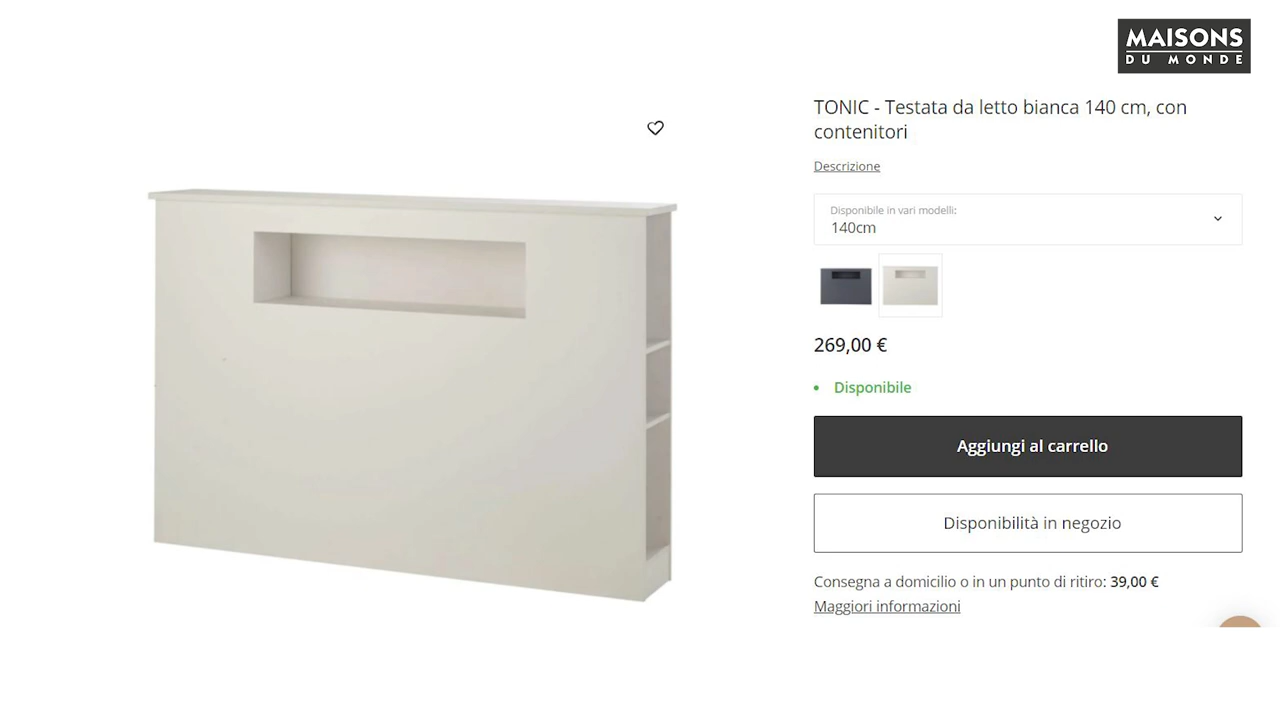 MAISONS
DU MONDE
TONIC - Testata da letto bianca 140 cm, con
contenitori
Descrizione
Disponibile in vari modelli:
140cm
269,00 €
Disponibile
Aggiungi al carrello
Disponibilità in negozio
Consegna a domicilio o in un punto di ritiro: 39,00 €
Maggiori informazioni